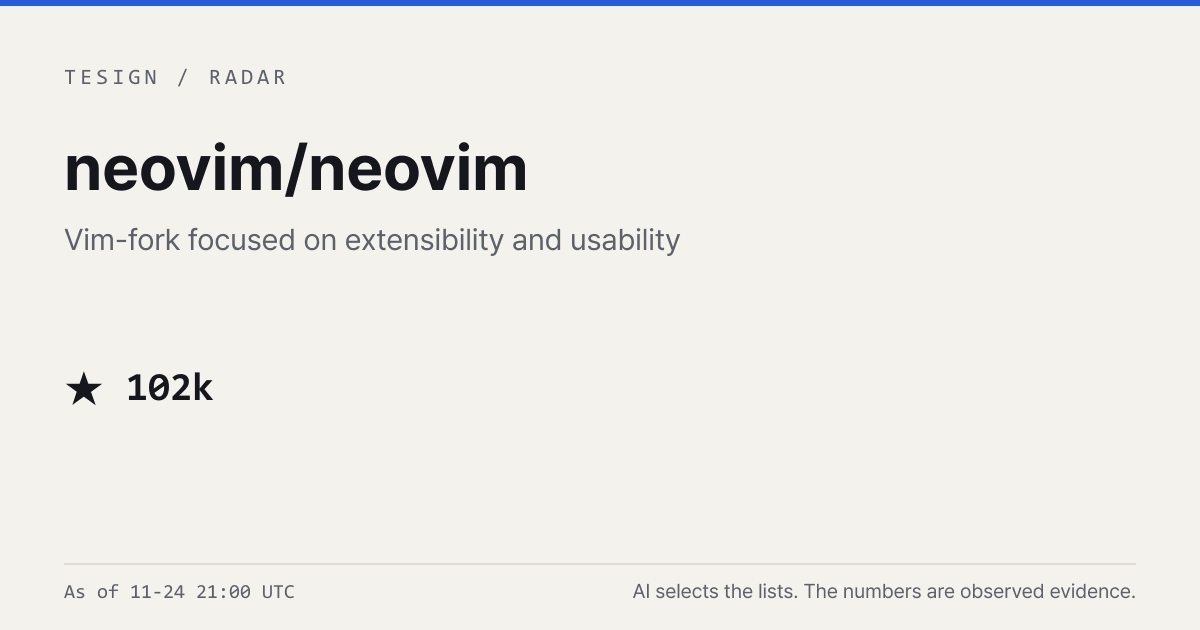 TESIGN / RADAR
neovim/neovim
Vim-fork focused on extensibility and usability
★ 102k
As of 11-24 21:00 UTC
AI selects the lists. The numbers are observed evidence.